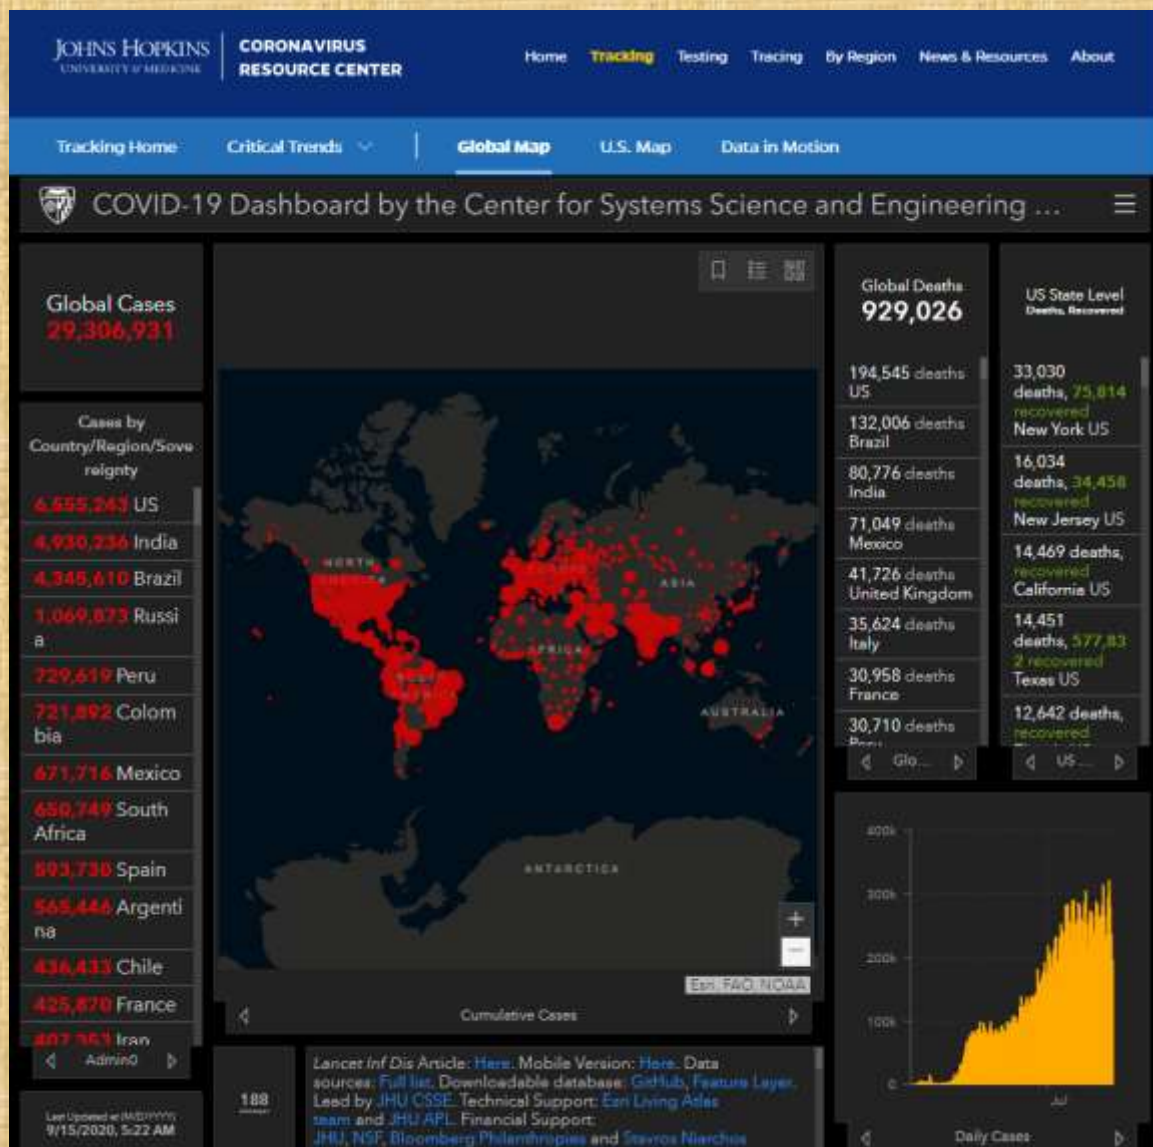 JOHNS HOPKINS
UNIVERSITY & MEDICINE
CORONAVIRUS
RESOURCE CENTER
Home Tracking Testing Tracing By Region News & Resources About
Tracking Home Critical Trends Global Map U.S. Map Data in Motion
COVID-19 Dashboard by the Center for Systems Science and Engineering ...
Global Cases
29,306,931
Cases by
Country/Region/Sove
reignty
6,555,243 US
4,930,236 India
4,345,610 Brazil
1,069,873 Russi
a
729,619 Peru
721,892 Colom
bia
671,716 Mexico
650,749 South
Africa
593,730 Spain
565,446 Argenti
na
436,433 Chile
425,870 France
407,353 Iran
Admin0
Last Updated at (M/D/YYYY)
9/15/2020, 5:22 AM
NORTH
AMERICA
ASIA
AFRICA
AUSTRALIA
ANTARCTICA
+
Esri, FAO, NOAA
Cumulative Cases
188
Lancet Inf Dis Article: Here. Mobile Version: Here. Data
sources: Full list. Downloadable database: GitHub, Feature Layer.
Lead by JHU CSSE. Technical Support: Esri Living Atlas
team and JHU APL. Financial Support:
JHU, NSF, Bloomberg Philanthropies and Stavros Niarchos
Global Deaths
929,026
194,545 deaths
US
132,006 deaths
Brazil
80,776 deaths
India
71,049 deaths
Mexico
41,726 deaths
United Kingdom
35,624 deaths
Italy
30,958 deaths
France
30,710 deaths
Peru
Glo...
US State Level
Deaths, Recovered
33,030
deaths, 75,814
recovered
New York US
16,034
deaths, 34,458
recovered
New Jersey US
14,469 deaths,
recovered
California US
14,451
deaths, 577,83
2 recovered
Texas US
12,642 deaths,
recovered
US ...
400k
300k
200k
100k
0
Jul
Daily Cases